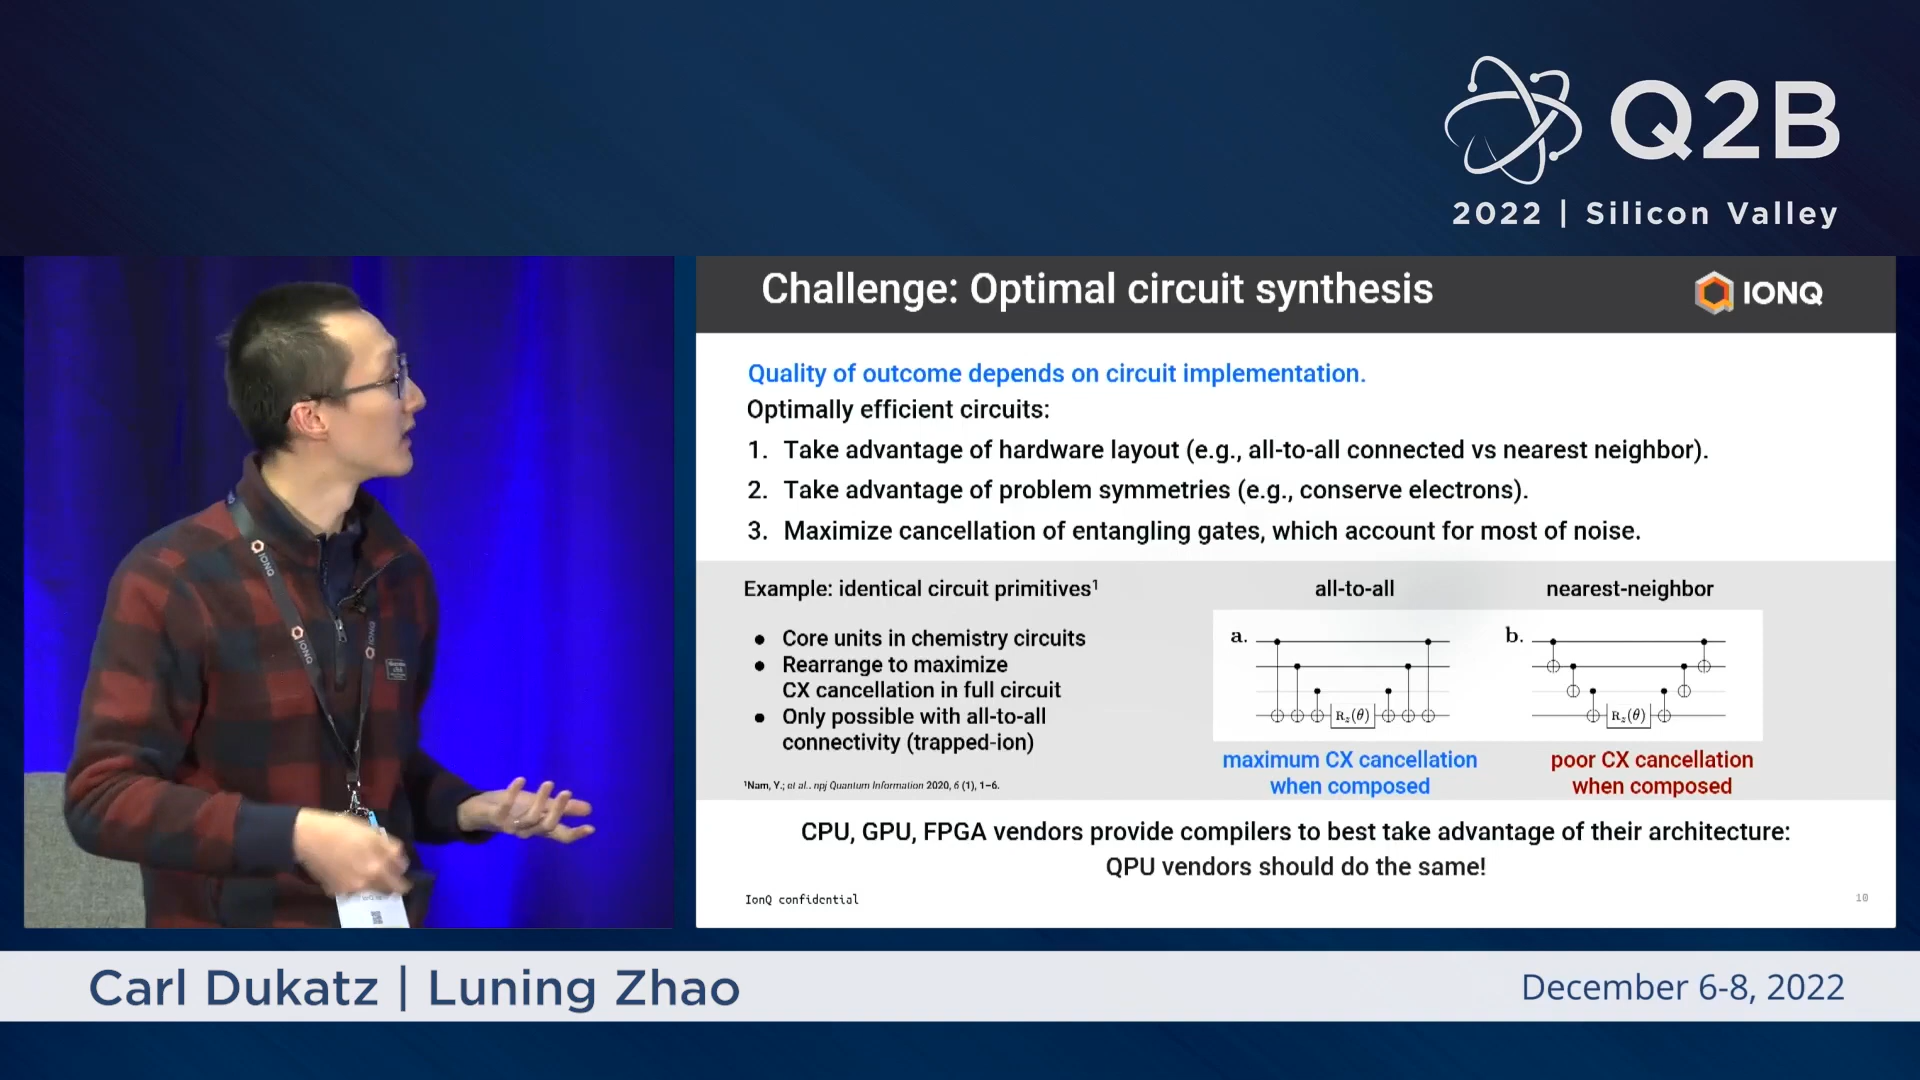 Q2B
2022 | Silicon Valley
Challenge: Optimal circuit synthesis
IONQ
Quality of outcome depends on circuit implementation.
Optimally efficient circuits:
1. Take advantage of hardware layout (e.g., all-to-all connected vs nearest neighbor).
2. Take advantage of problem symmetries (e.g., conserve electrons).
3. Maximize cancellation of entangling gates, which account for most of noise.
Example: identical circuit primitives¹
● Core units in chemistry circuits
● Rearrange to maximize
CX cancellation in full circuit
● Only possible with all-to-all
connectivity (trapped-ion)
¹Nam, Y.; et al.. npj Quantum Information 2020, 6 (1), 1–6.
all-to-all
a.
R_z(θ)
maximum CX cancellation
when composed
nearest-neighbor
b.
R_z(θ)
poor CX cancellation
when composed
CPU, GPU, FPGA vendors provide compilers to best take advantage of their architecture:
QPU vendors should do the same!
IonQ confidential
10
IONQ
IONQ
IONQ
Carl Dukatz | Luning Zhao
December 6-8, 2022